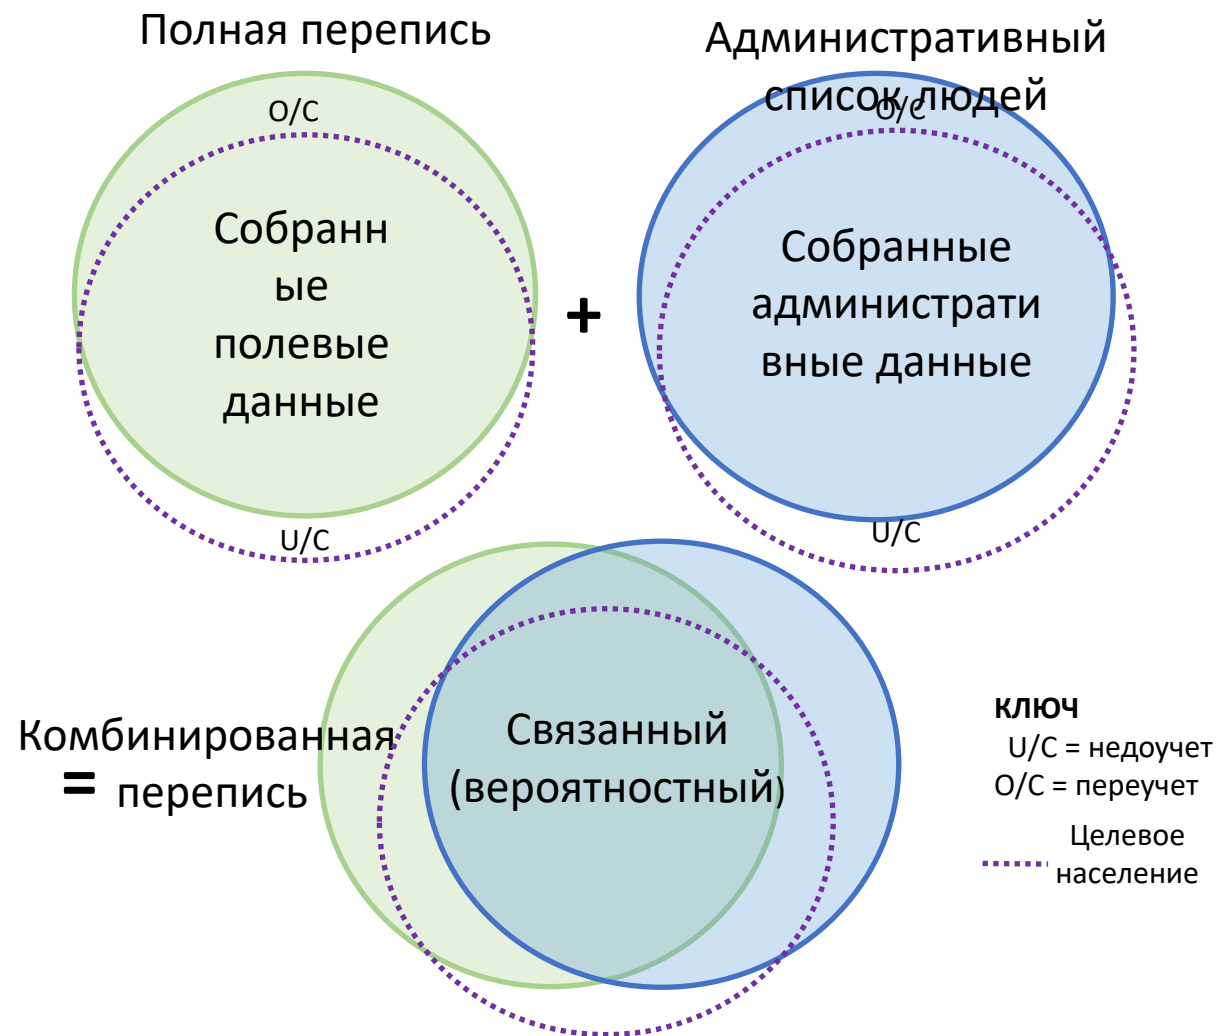 Полная перепись
Административный
список людей
O/C
O/C
Собранн
ые
полевые
данные
Собранные
администрати
вные данные
+
U/C
U/C
Комбинированная
= перепись
Связанный
(вероятностный)
КЛЮЧ
U/C = недоучет
O/C = переучет
Целевое
население